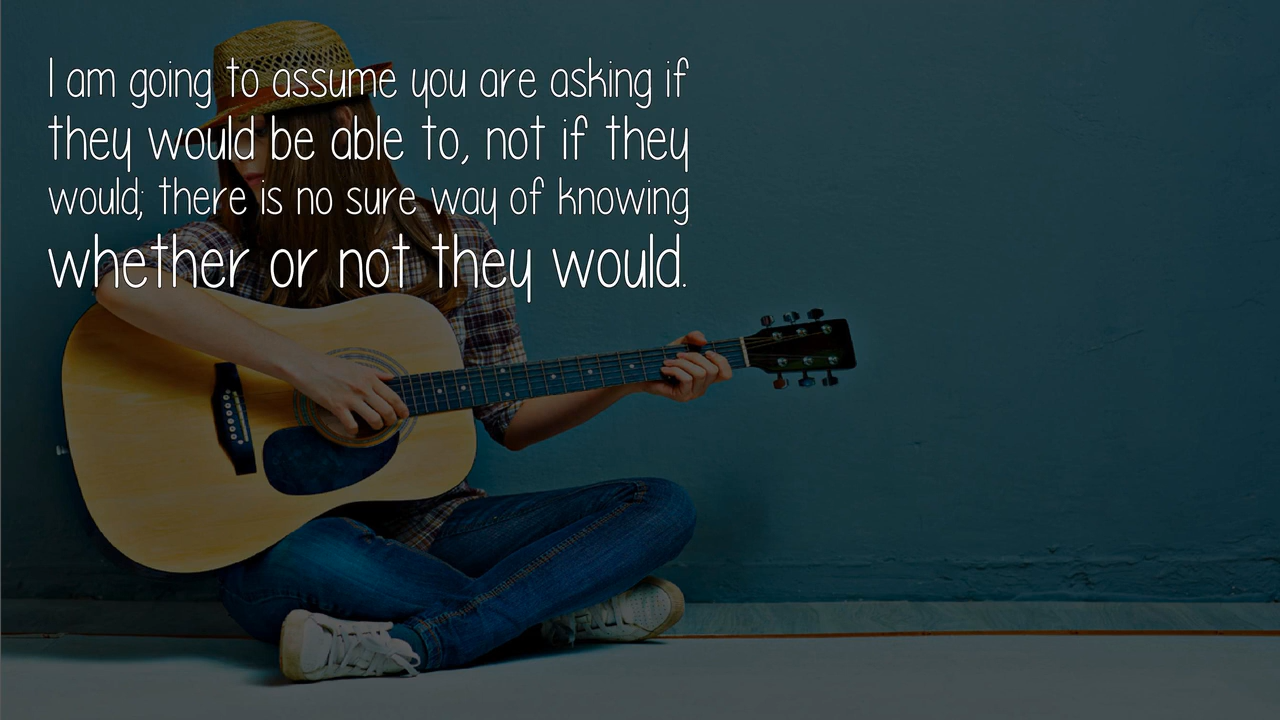 I am going to assume you are asking if
they would be able to, not if they
would; there is no sure way of knowing
whether or not they would.